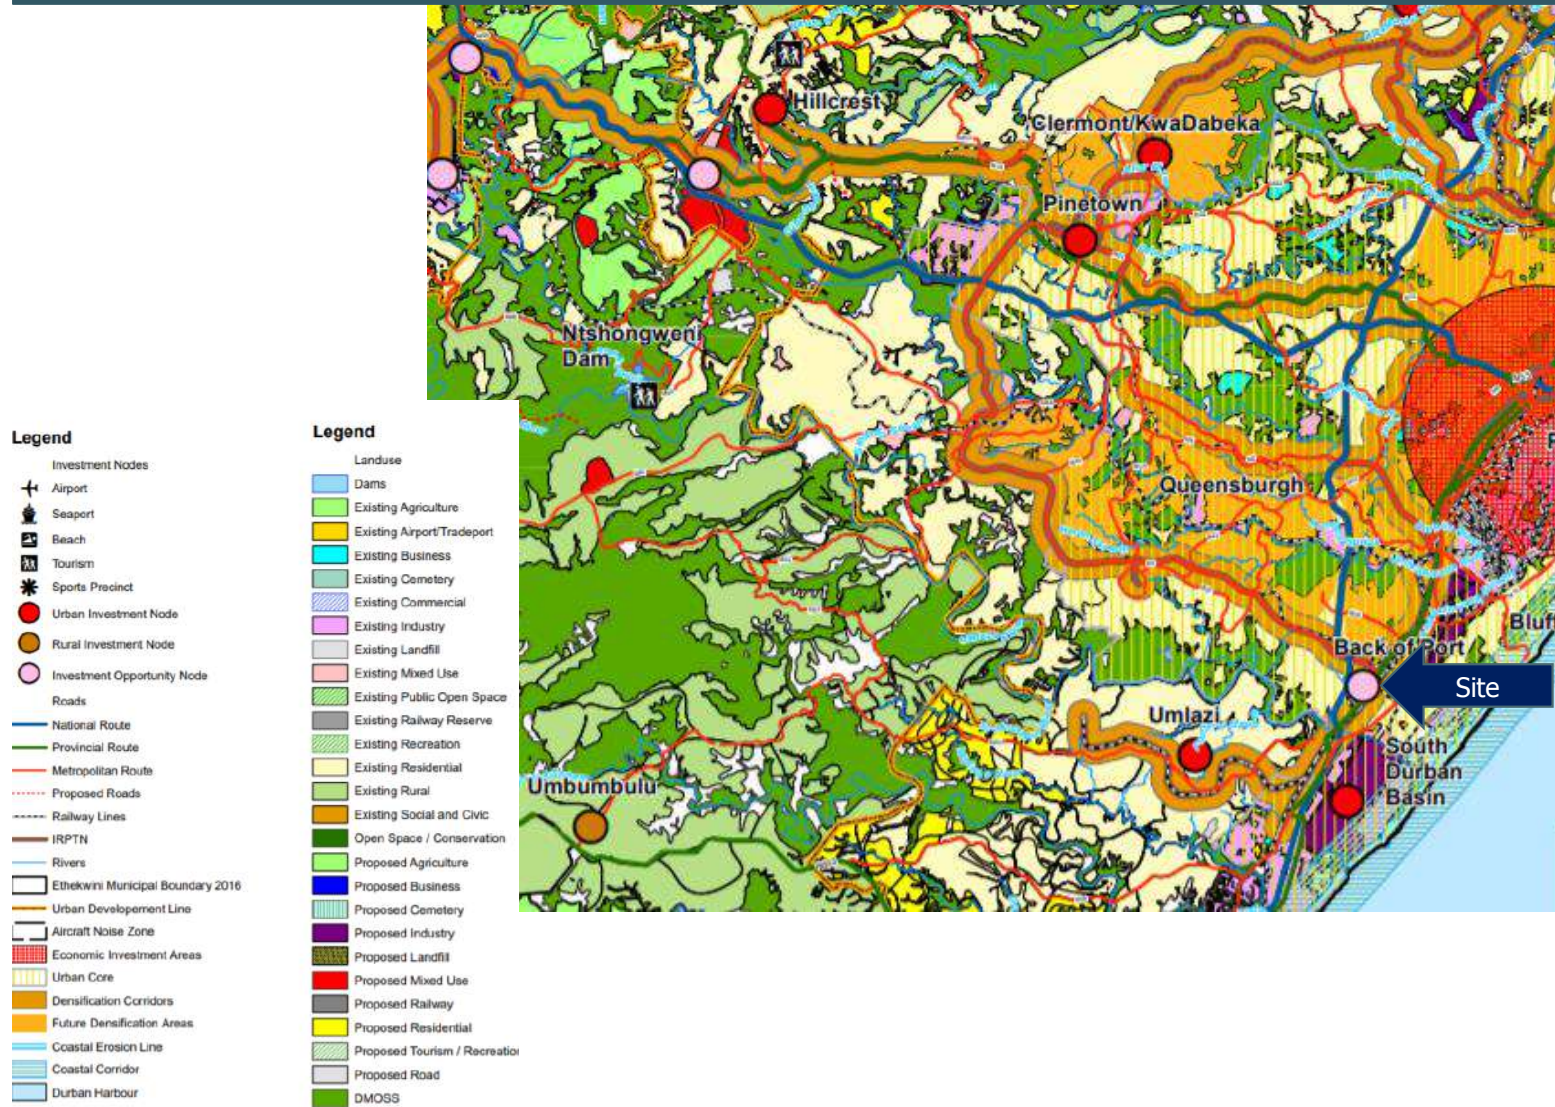 Hillcrest
Clermont/KwaDabeka
Pinetown
Ntshongweni
Dam
Queensburgh
Back of Port
Bluff
Site
Umlazi
South
Durban
Basin
Umbumbulu
Legend
Investment Nodes
Airport
Seaport
Beach
Tourism
Sports Precinct
Urban Investment Node
Rural Investment Node
Investment Opportunity Node
Roads
National Route
Provincial Route
Metropolitan Route
Proposed Roads
Railway Lines
IRPTN
Rivers
Ethekwini Municipal Boundary 2016
Urban Developement Line
Aircraft Noise Zone
Economic Investment Areas
Urban Core
Densification Corridors
Future Densification Areas
Coastal Erosion Line
Coastal Corridor
Durban Harbour
Legend
Landuse
Dams
Existing Agriculture
Existing Airport/Tradeport
Existing Business
Existing Cemetery
Existing Commercial
Existing Industry
Existing Landfill
Existing Mixed Use
Existing Public Open Space
Existing Railway Reserve
Existing Recreation
Existing Residential
Existing Rural
Existing Social and Civic
Open Space / Conservation
Proposed Agriculture
Proposed Business
Proposed Cemetery
Proposed Industry
Proposed Landfill
Proposed Mixed Use
Proposed Railway
Proposed Residential
Proposed Tourism / Recreation
Proposed Road
DMOSS